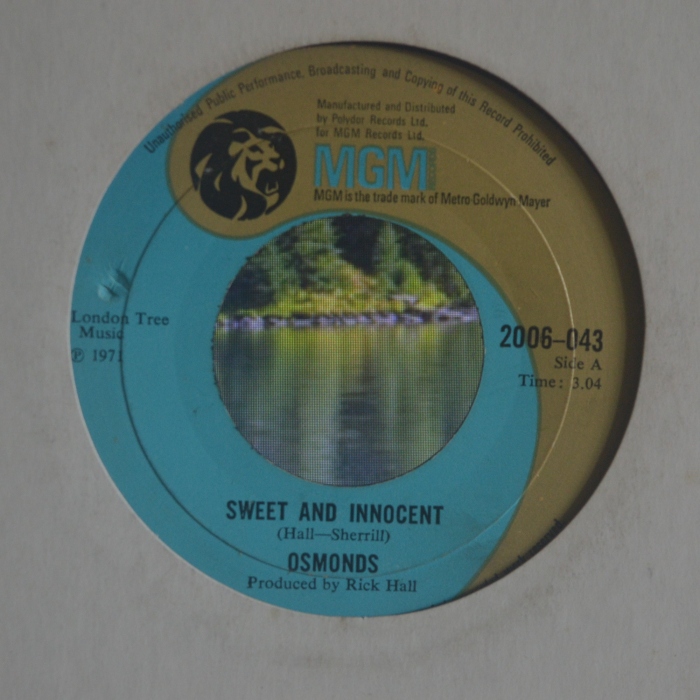 Unauthorised Public Performance, Broadcasting and Copying of this Record Prohibited
Manufactured and Distributed
by Polydor Records Ltd.
for MGM Records Ltd.
MGM
MGM is the trade mark of Metro-Goldwyn Mayer
London Tree
Music
℗ 1971
2006-043
Side A
Time: 3.04
SWEET AND INNOCENT
(Hall—Sherrill)
OSMONDS
Produced by Rick Hall